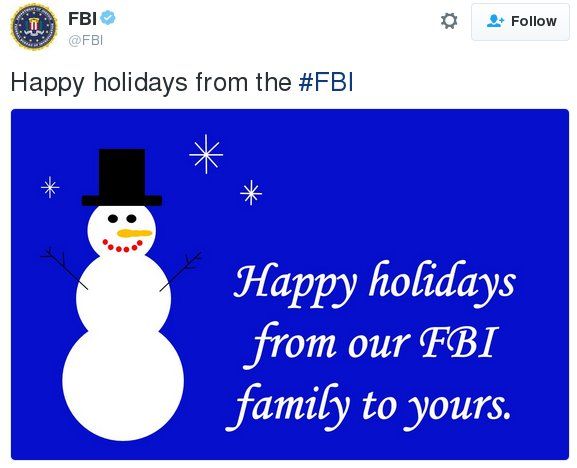 FBI
@FBI
Follow
Happy holidays from the #FBI
Happy holidays
from our FBI
family to yours.